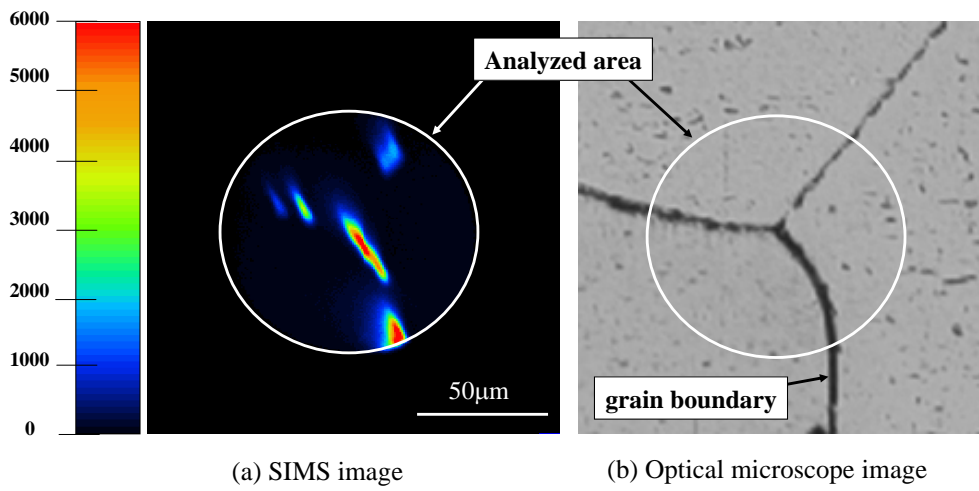 6000
5000
4000
3000
2000
1000
0
Analyzed area
50μm
grain boundary
(a) SIMS image
(b) Optical microscope image